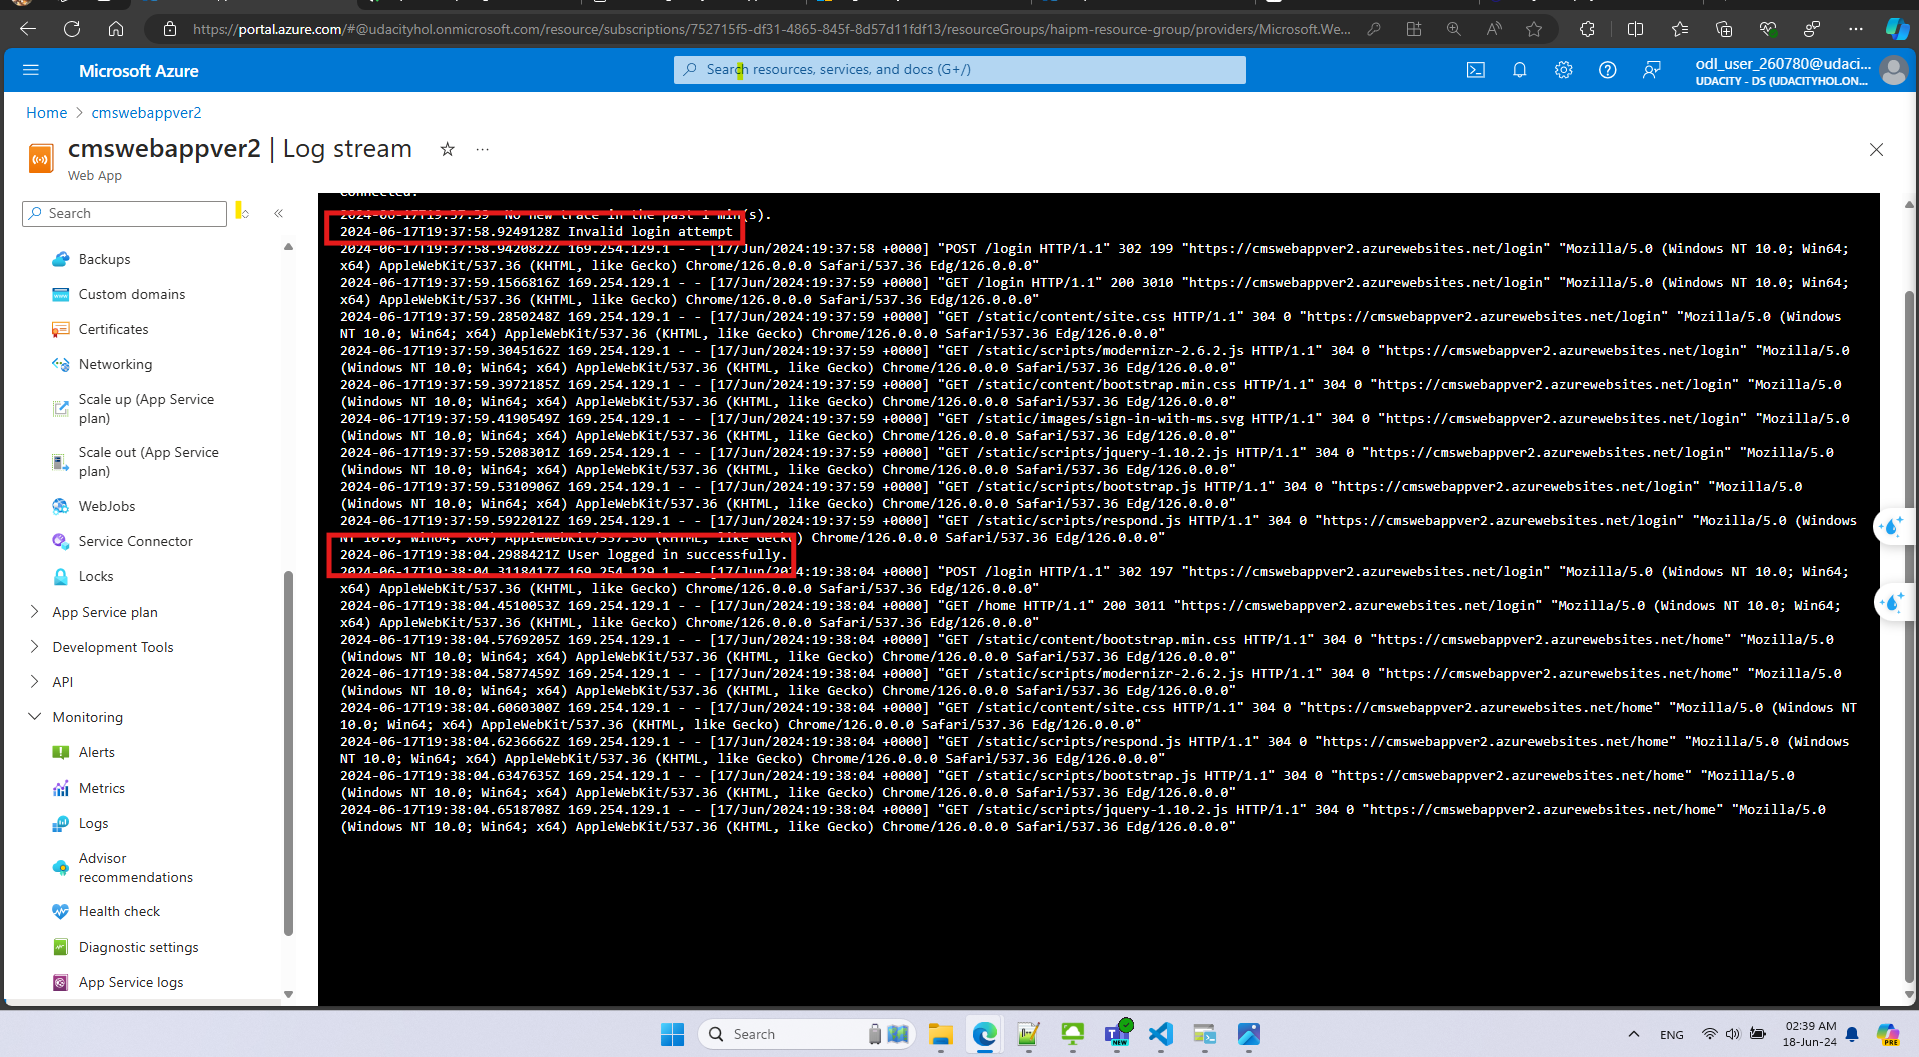 https://portal.azure.com/#@udacityhol.onmicrosoft.com/resource/subscriptions/752715f5-df31-4865-845f-8d57d11fdf13/resourceGroups/haipm-resource-group/providers/Microsoft.We...
Microsoft Azure
Search resources, services, and docs (G+/)
odl_user_260780@udaci...
UDACITY - DS (UDACITYHOL.ON...
Home > cmswebappver2
cmswebappver2 | Log stream
Web App
Search
Backups
Custom domains
Certificates
Networking
Scale up (App Service
plan)
Scale out (App Service
plan)
WebJobs
Service Connector
Locks
App Service plan
Development Tools
API
Monitoring
Alerts
Metrics
Logs
Advisor
recommendations
Health check
Diagnostic settings
App Service logs
Connected.
2024-06-17T19:37:59 No new trace in the past 1 min(s).
2024-06-17T19:37:58.9249128Z Invalid login attempt
2024-06-17T19:37:58.9420822Z 169.254.129.1 - - [17/Jun/2024:19:37:58 +0000] "POST /login HTTP/1.1" 302 199 "https://cmswebappver2.azurewebsites.net/login" "Mozilla/5.0 (Windows NT 10.0; Win64;
x64) AppleWebKit/537.36 (KHTML, like Gecko) Chrome/126.0.0.0 Safari/537.36 Edg/126.0.0.0"
2024-06-17T19:37:59.1566816Z 169.254.129.1 - - [17/Jun/2024:19:37:59 +0000] "GET /login HTTP/1.1" 200 3010 "https://cmswebappver2.azurewebsites.net/login" "Mozilla/5.0 (Windows NT 10.0; Win64;
x64) AppleWebKit/537.36 (KHTML, like Gecko) Chrome/126.0.0.0 Safari/537.36 Edg/126.0.0.0"
2024-06-17T19:37:59.2850248Z 169.254.129.1 - - [17/Jun/2024:19:37:59 +0000] "GET /static/content/site.css HTTP/1.1" 304 0 "https://cmswebappver2.azurewebsites.net/login" "Mozilla/5.0 (Windows
NT 10.0; Win64; x64) AppleWebKit/537.36 (KHTML, like Gecko) Chrome/126.0.0.0 Safari/537.36 Edg/126.0.0.0"
2024-06-17T19:37:59.3045162Z 169.254.129.1 - - [17/Jun/2024:19:37:59 +0000] "GET /static/scripts/modernizr-2.6.2.js HTTP/1.1" 304 0 "https://cmswebappver2.azurewebsites.net/login" "Mozilla/5.0
(Windows NT 10.0; Win64; x64) AppleWebKit/537.36 (KHTML, like Gecko) Chrome/126.0.0.0 Safari/537.36 Edg/126.0.0.0"
2024-06-17T19:37:59.3972185Z 169.254.129.1 - - [17/Jun/2024:19:37:59 +0000] "GET /static/content/bootstrap.min.css HTTP/1.1" 304 0 "https://cmswebappver2.azurewebsites.net/login" "Mozilla/5.0
(Windows NT 10.0; Win64; x64) AppleWebKit/537.36 (KHTML, like Gecko) Chrome/126.0.0.0 Safari/537.36 Edg/126.0.0.0"
2024-06-17T19:37:59.4190549Z 169.254.129.1 - - [17/Jun/2024:19:37:59 +0000] "GET /static/images/sign-in-with-ms.svg HTTP/1.1" 304 0 "https://cmswebappver2.azurewebsites.net/login" "Mozilla/5.0
(Windows NT 10.0; Win64; x64) AppleWebKit/537.36 (KHTML, like Gecko) Chrome/126.0.0.0 Safari/537.36 Edg/126.0.0.0"
2024-06-17T19:37:59.5208301Z 169.254.129.1 - - [17/Jun/2024:19:37:59 +0000] "GET /static/scripts/jquery-1.10.2.js HTTP/1.1" 304 0 "https://cmswebappver2.azurewebsites.net/login" "Mozilla/5.0
(Windows NT 10.0; Win64; x64) AppleWebKit/537.36 (KHTML, like Gecko) Chrome/126.0.0.0 Safari/537.36 Edg/126.0.0.0"
2024-06-17T19:37:59.5310906Z 169.254.129.1 - - [17/Jun/2024:19:37:59 +0000] "GET /static/scripts/bootstrap.js HTTP/1.1" 304 0 "https://cmswebappver2.azurewebsites.net/login" "Mozilla/5.0
(Windows NT 10.0; Win64; x64) AppleWebKit/537.36 (KHTML, like Gecko) Chrome/126.0.0.0 Safari/537.36 Edg/126.0.0.0"
2024-06-17T19:37:59.5922012Z 169.254.129.1 - - [17/Jun/2024:19:37:59 +0000] "GET /static/scripts/respond.js HTTP/1.1" 304 0 "https://cmswebappver2.azurewebsites.net/login" "Mozilla/5.0 (Windows
NT 10.0; Win64; x64) AppleWebKit/537.36 (KHTML, like Gecko) Chrome/126.0.0.0 Safari/537.36 Edg/126.0.0.0"
2024-06-17T19:38:04.2988421Z User logged in successfully.
2024-06-17T19:38:04.3118417Z 169.254.129.1 - - [17/Jun/2024:19:38:04 +0000] "POST /login HTTP/1.1" 302 197 "https://cmswebappver2.azurewebsites.net/login" "Mozilla/5.0 (Windows NT 10.0; Win64;
x64) AppleWebKit/537.36 (KHTML, like Gecko) Chrome/126.0.0.0 Safari/537.36 Edg/126.0.0.0"
2024-06-17T19:38:04.4510053Z 169.254.129.1 - - [17/Jun/2024:19:38:04 +0000] "GET /home HTTP/1.1" 200 3011 "https://cmswebappver2.azurewebsites.net/login" "Mozilla/5.0 (Windows NT 10.0; Win64;
x64) AppleWebKit/537.36 (KHTML, like Gecko) Chrome/126.0.0.0 Safari/537.36 Edg/126.0.0.0"
2024-06-17T19:38:04.5769205Z 169.254.129.1 - - [17/Jun/2024:19:38:04 +0000] "GET /static/content/bootstrap.min.css HTTP/1.1" 304 0 "https://cmswebappver2.azurewebsites.net/home" "Mozilla/5.0
(Windows NT 10.0; Win64; x64) AppleWebKit/537.36 (KHTML, like Gecko) Chrome/126.0.0.0 Safari/537.36 Edg/126.0.0.0"
2024-06-17T19:38:04.5877459Z 169.254.129.1 - - [17/Jun/2024:19:38:04 +0000] "GET /static/scripts/modernizr-2.6.2.js HTTP/1.1" 304 0 "https://cmswebappver2.azurewebsites.net/home" "Mozilla/5.0
(Windows NT 10.0; Win64; x64) AppleWebKit/537.36 (KHTML, like Gecko) Chrome/126.0.0.0 Safari/537.36 Edg/126.0.0.0"
2024-06-17T19:38:04.6060300Z 169.254.129.1 - - [17/Jun/2024:19:38:04 +0000] "GET /static/content/site.css HTTP/1.1" 304 0 "https://cmswebappver2.azurewebsites.net/home" "Mozilla/5.0 (Windows NT
10.0; Win64; x64) AppleWebKit/537.36 (KHTML, like Gecko) Chrome/126.0.0.0 Safari/537.36 Edg/126.0.0.0"
2024-06-17T19:38:04.6236662Z 169.254.129.1 - - [17/Jun/2024:19:38:04 +0000] "GET /static/scripts/respond.js HTTP/1.1" 304 0 "https://cmswebappver2.azurewebsites.net/home" "Mozilla/5.0 (Windows
NT 10.0; Win64; x64) AppleWebKit/537.36 (KHTML, like Gecko) Chrome/126.0.0.0 Safari/537.36 Edg/126.0.0.0"
2024-06-17T19:38:04.6347635Z 169.254.129.1 - - [17/Jun/2024:19:38:04 +0000] "GET /static/scripts/bootstrap.js HTTP/1.1" 304 0 "https://cmswebappver2.azurewebsites.net/home" "Mozilla/5.0
(Windows NT 10.0; Win64; x64) AppleWebKit/537.36 (KHTML, like Gecko) Chrome/126.0.0.0 Safari/537.36 Edg/126.0.0.0"
2024-06-17T19:38:04.6518708Z 169.254.129.1 - - [17/Jun/2024:19:38:04 +0000] "GET /static/scripts/jquery-1.10.2.js HTTP/1.1" 304 0 "https://cmswebappver2.azurewebsites.net/home" "Mozilla/5.0
(Windows NT 10.0; Win64; x64) AppleWebKit/537.36 (KHTML, like Gecko) Chrome/126.0.0.0 Safari/537.36 Edg/126.0.0.0"
Search
NEW
ENG
02:39 AM
18-Jun-24
PRE